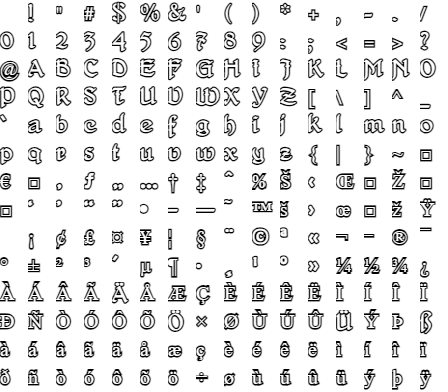 ! " # $ % & ' ( ) * + , - . /
0 1 2 3 4 5 6 7 8 9 : ; < = > ?
@ A B C D E F G H I J K L M N O
P Q R S T U V W X Y Z [ \ ] ^ _
` a b c d e f g h i j k l m n o
p q r s t u v w x y z { | } ~ □
€ □ ‚ ƒ „ … † ‡ ˆ ‰ Š ‹ Œ □ Ž □
□ ‘ ’ “ ” • – — ˜ ™ š › œ □ ž Ÿ
¡ ¢ £ ¤ ¥ ¦ § ¨ © ª « ¬ - ® ¯
° ± ² ³ ´ µ ¶ · ¸ ¹ º » ¼ ½ ¾ ¿
À Á Â Ã Ä Å Æ Ç È É Ê Ë Ì Í Î Ï
Ð Ñ Ò Ó Ô Õ Ö × Ø Ù Ú Û Ü Ý Þ ß
à á â ã ä å æ ç è é ê ë ì í î ï
ð ñ ò ó ô õ ö ÷ ø ù ú û ü ý þ ÿ